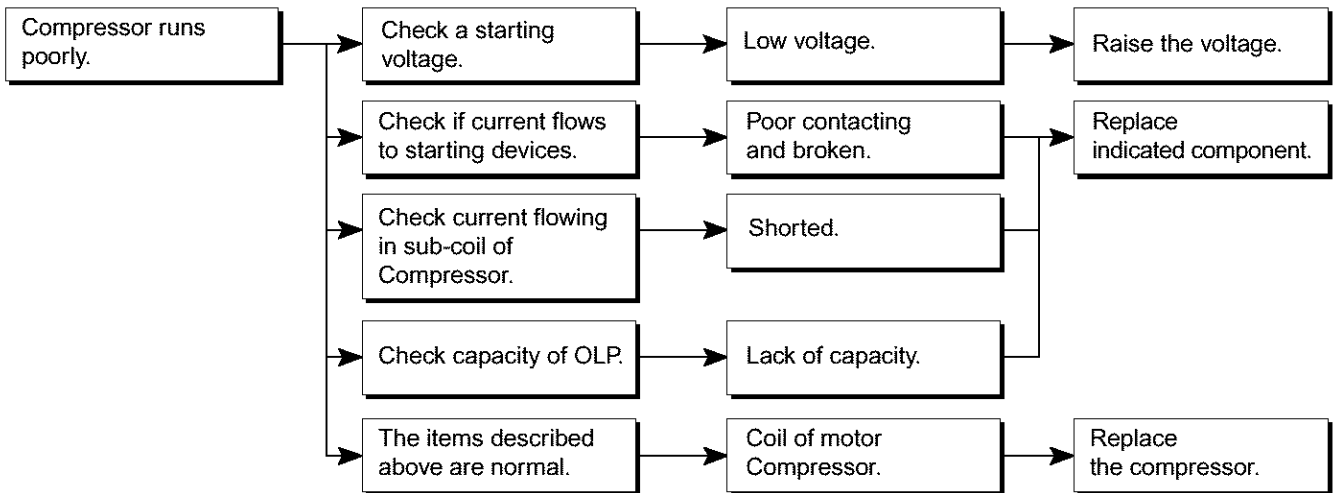 Compressor runs
poorly.
Check a starting
voltage.
Low voltage.
Raise the voltage.
Check if current flows
to starting devices.
Poor contacting
and broken.
Replace
indicated component.
Check current flowing
in sub-coil of
Compressor.
Shorted.
Check capacity of OLP.
Lack of capacity.
The items described
above are normal.
Coil of motor
Compressor.
Replace
the compressor.